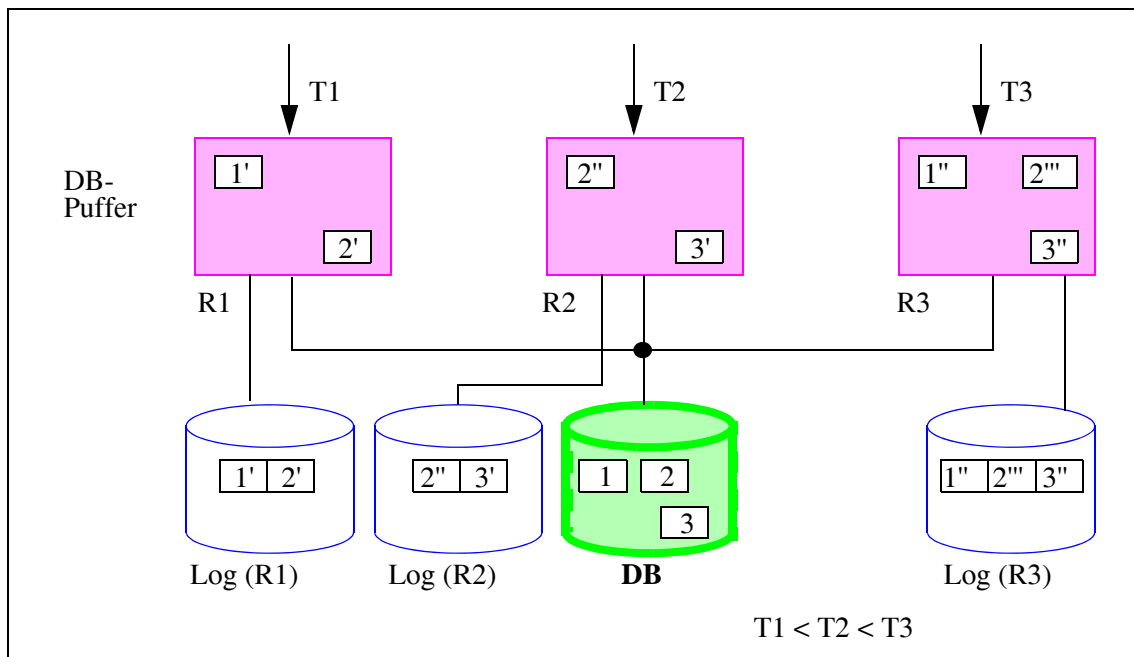 T1
T2
T3
DB-
Puffer
1'
2'
2''
3'
1''
2'''
3''
R1
R2
R3
1' 2'
2'' 3'
1 2
3
1'' 2''' 3''
Log (R1)
Log (R2)
DB
Log (R3)
T1 < T2 < T3